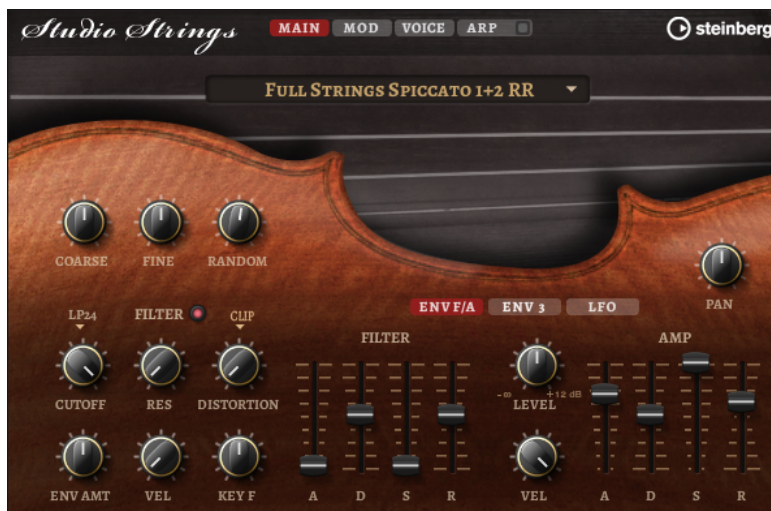 Studio Strings
MAIN MOD VOICE ARP
steinberg
FULL STRINGS SPICCATO 1+2 RR
COARSE FINE RANDOM
PAN
ENV F/A ENV 3 LFO
LP24 FILTER CLIP
FILTER AMP
CUTOFF RES DISTORTION
-∞ +12 dB
LEVEL
ENV AMT VEL KEY F A D S R VEL A D S R